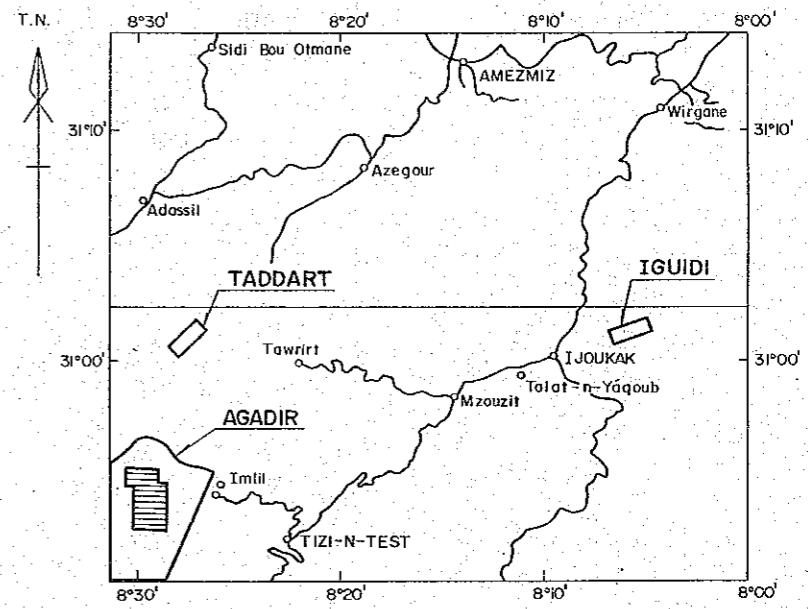 T.N.
8°30'
8°20'
8°10'
8°00'
Sidi Bou Otmane
AMEZMIZ
Wirgane
31°10'
31°10'
Azegour
Adassil
TADDART
IGUIDI
31°00'
Tawrirt
IJOUKAK
31°00'
Talat-n-Yaqoub
Mzouzit
AGADIR
Imlil
TIZI-N-TEST
8°30'
8°20'
8°10'
8°00'